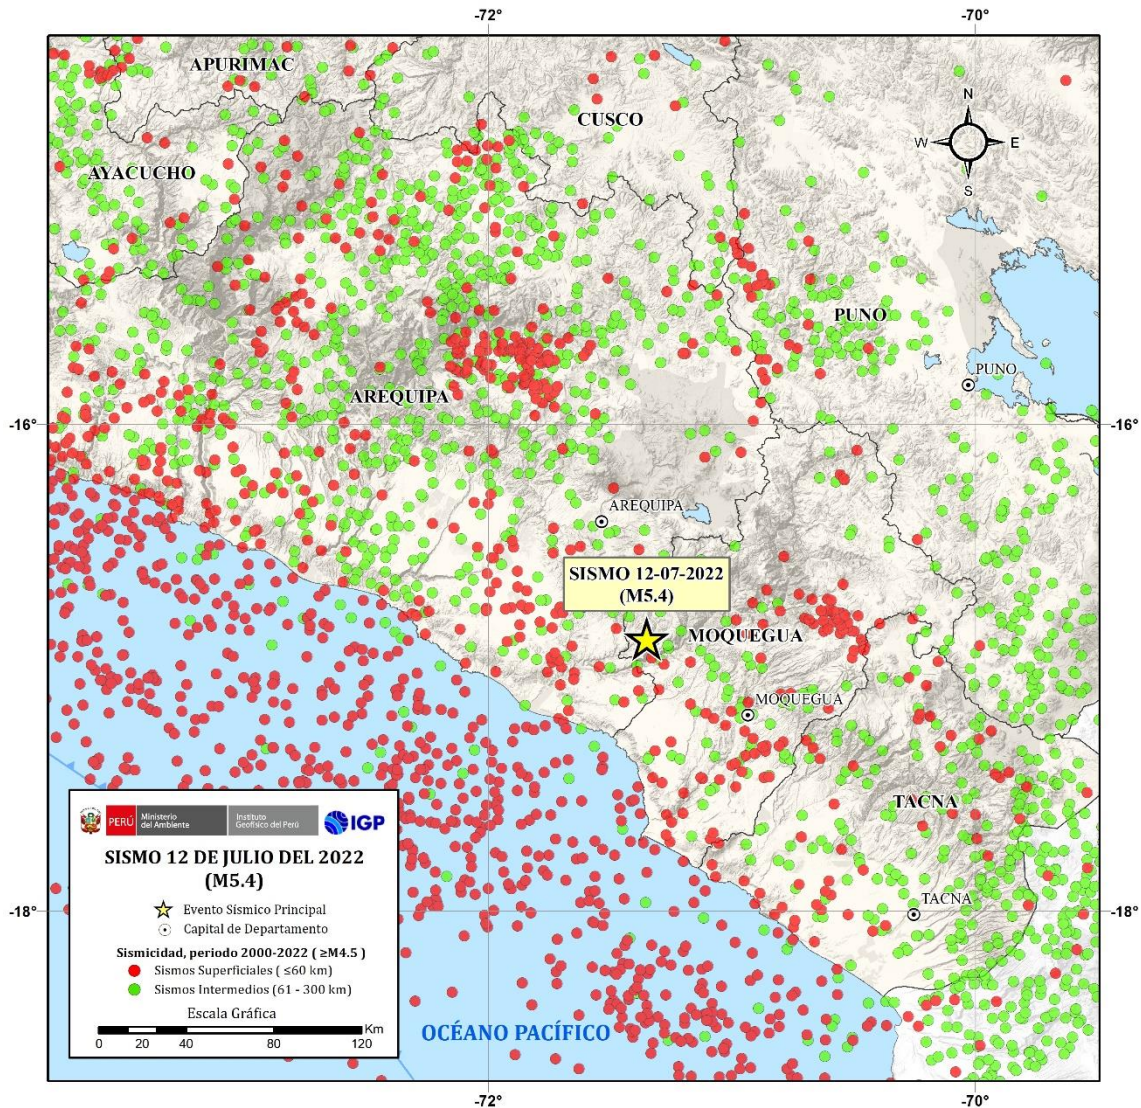 -72°
-70°
APURIMAC
CUSCO
N
W
E
S
AYACUCHO
PUNO
PUNO
AREQUIPA
-16°
-16°
AREQUIPA
SISMO 12-07-2022
(M5.4)
MOQUEGUA
MOQUEGUA
TACNA
TACNA
-18°
-18°
PERÚ
Ministerio
del Ambiente
Instituto
Geofísico del Perú
IGP
SISMO 12 DE JULIO DEL 2022
(M5.4)
Evento Sísmico Principal
Capital de Departamento
Sismicidad, periodo 2000-2022 ( ≥M4.5 )
Sismos Superficiales ( ≤60 km)
Sismos Intermedios (61 - 300 km)
Escala Gráfica
Km
0 20 40 80 120
OCÉANO PACÍFICO
-72°
-70°